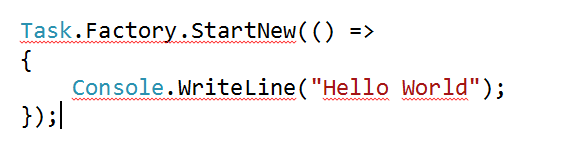 Task.Factory.StartNew(() =>
{
    Console.WriteLine("Hello World");
});